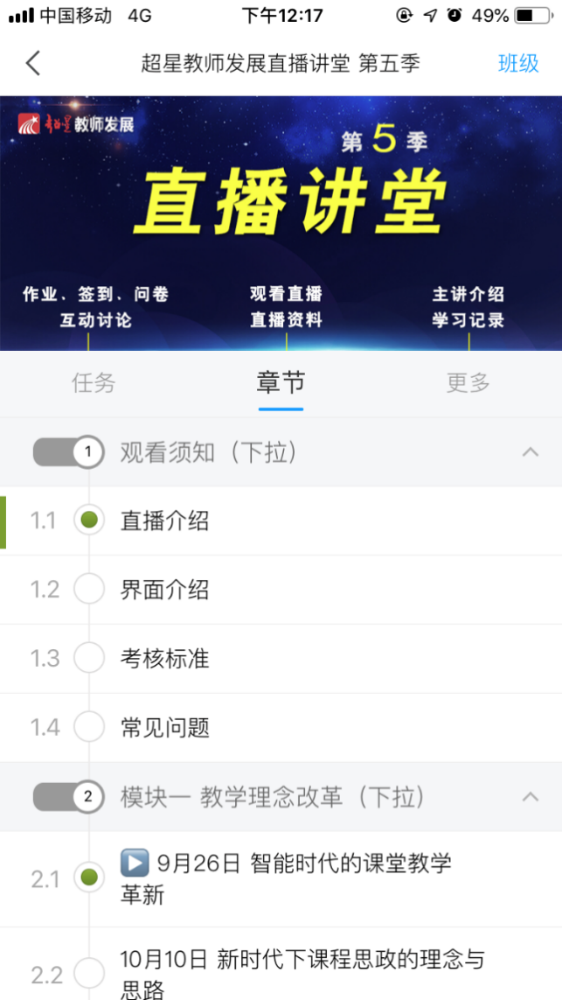 中国移动 4G 下午12:17 49%
超星教师发展直播讲堂 第五季 班级
超星 教师发展
第5季
直播讲堂
作业、签到、问卷 观看直播 主讲介绍
互动讨论 直播资料 学习记录
任务 章节 更多
1 观看须知（下拉）
1.1 直播介绍
1.2 界面介绍
1.3 考核标准
1.4 常见问题
2 模块一 教学理念改革（下拉）
2.1 9月26日 智能时代的课堂教学
革新
2.2 10月10日 新时代下课程思政的理念与
思路